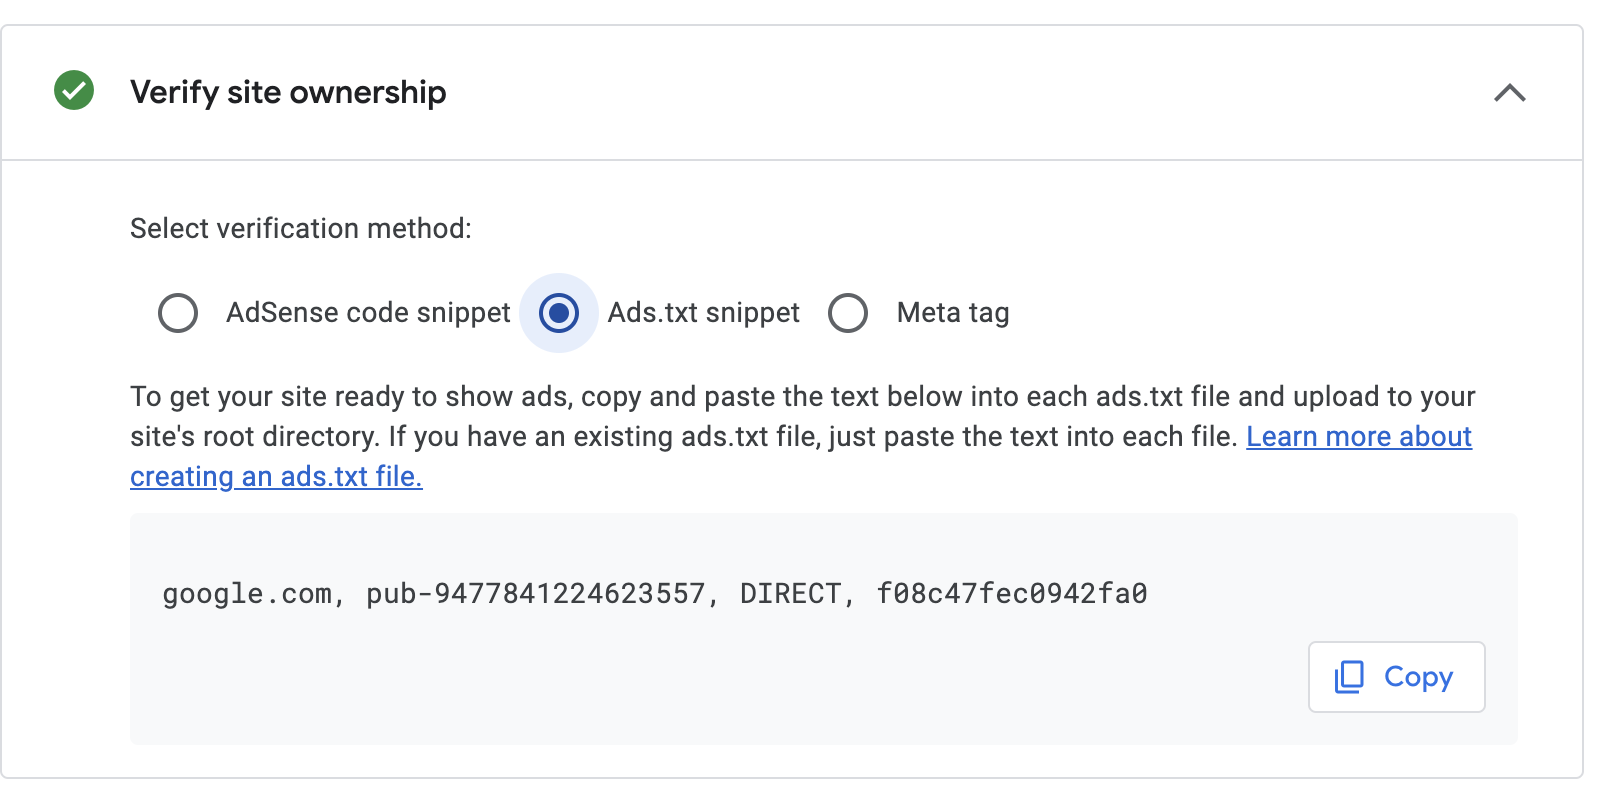 Verify site ownership
Select verification method:
AdSense code snippet Ads.txt snippet Meta tag
To get your site ready to show ads, copy and paste the text below into each ads.txt file and upload to your
site's root directory. If you have an existing ads.txt file, just paste the text into each file. Learn more about
creating an ads.txt file.
google.com, pub-9477841224623557, DIRECT, f08c47fec0942fa0
Copy